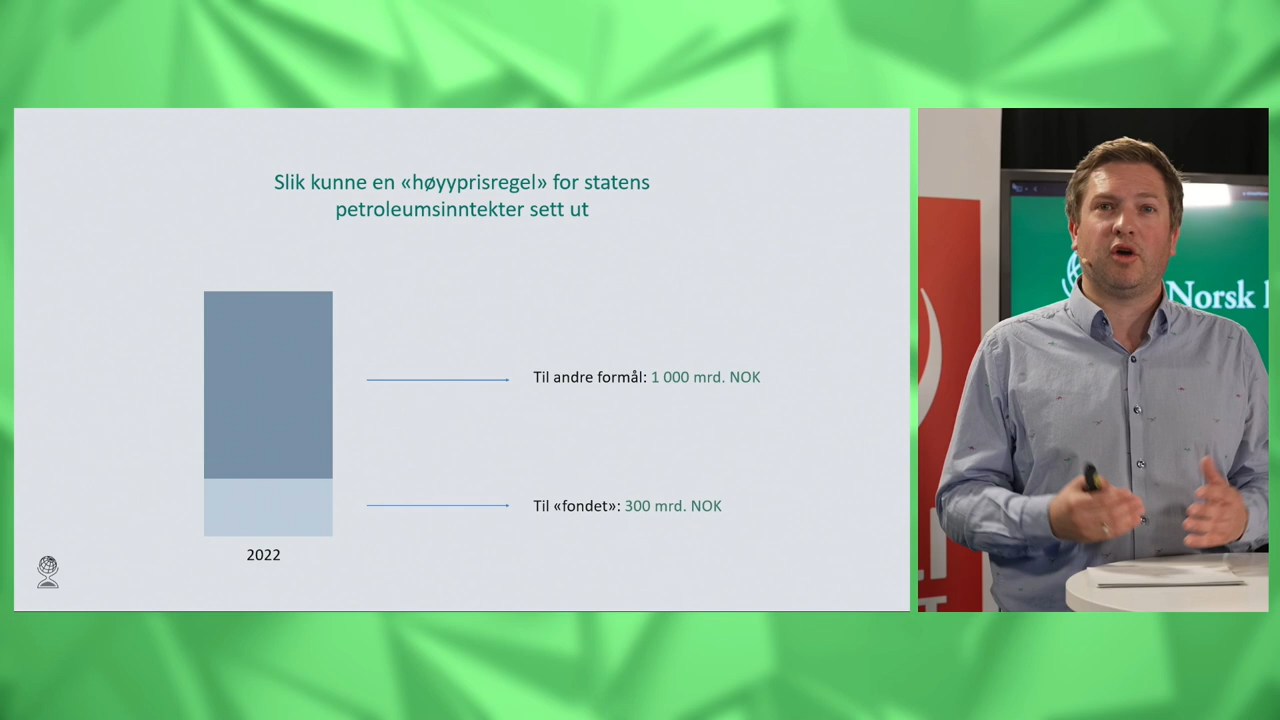 Slik kunne en «høyyprisregel» for statens
petroleumsinntekter sett ut
Til andre formål: 1 000 mrd. NOK
Til «fondet»: 300 mrd. NOK
2022
Norsk